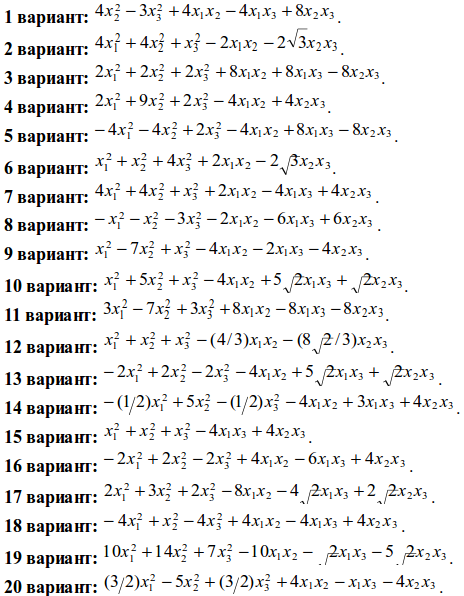 1 вариант: 4x₂² − 3x₃² + 4x₁x₂ − 4x₁x₃ + 8x₂x₃.
2 вариант: 4x₁² + 4x₂² + x₃² − 2x₁x₂ − 2√3x₂x₃.
3 вариант: 2x₁² + 2x₂² + 2x₃² + 8x₁x₂ + 8x₁x₃ − 8x₂x₃.
4 вариант: 2x₁² + 9x₂² + 2x₃² − 4x₁x₂ + 4x₂x₃.
5 вариант: −4x₁² − 4x₂² + 2x₃² − 4x₁x₂ + 8x₁x₃ − 8x₂x₃.
6 вариант: x₁² + x₂² + 4x₃² + 2x₁x₂ − 2√3x₂x₃.
7 вариант: 4x₁² + 4x₂² + x₃² + 2x₁x₂ − 4x₁x₃ + 4x₂x₃.
8 вариант: −x₁² − x₂² − 3x₃² − 2x₁x₂ − 6x₁x₃ + 6x₂x₃.
9 вариант: x₁² − 7x₂² + x₃² − 4x₁x₂ − 2x₁x₃ − 4x₂x₃.
10 вариант: x₁² + 5x₂² + x₃² − 4x₁x₂ + 5√2x₁x₃ + √2x₂x₃.
11 вариант: 3x₁² − 7x₂² + 3x₃² + 8x₁x₂ − 8x₁x₃ − 8x₂x₃.
12 вариант: x₁² + x₂² + x₃² − (4/3)x₁x₂ − (8√2/3)x₂x₃.
13 вариант: −2x₁² + 2x₂² − 2x₃² − 4x₁x₂ + 5√2x₁x₃ + √2x₂x₃.
14 вариант: −(1/2)x₁² + 5x₂² − (1/2)x₃² − 4x₁x₂ + 3x₁x₃ + 4x₂x₃.
15 вариант: x₁² + x₂² + x₃² − 4x₁x₃ + 4x₂x₃.
16 вариант: −2x₁² + 2x₂² − 2x₃² + 4x₁x₂ − 6x₁x₃ + 4x₂x₃.
17 вариант: 2x₁² + 3x₂² + 2x₃² − 8x₁x₂ − 4√2x₁x₃ + 2√2x₂x₃.
18 вариант: −4x₁² + x₂² − 4x₃² + 4x₁x₂ − 4x₁x₃ + 4x₂x₃.
19 вариант: 10x₁² + 14x₂² + 7x₃² − 10x₁x₂ − √2x₁x₃ − 5√2x₂x₃.
20 вариант: (3/2)x₁² − 5x₂² + (3/2)x₃² + 4x₁x₂ − x₁x₃ − 4x₂x₃.